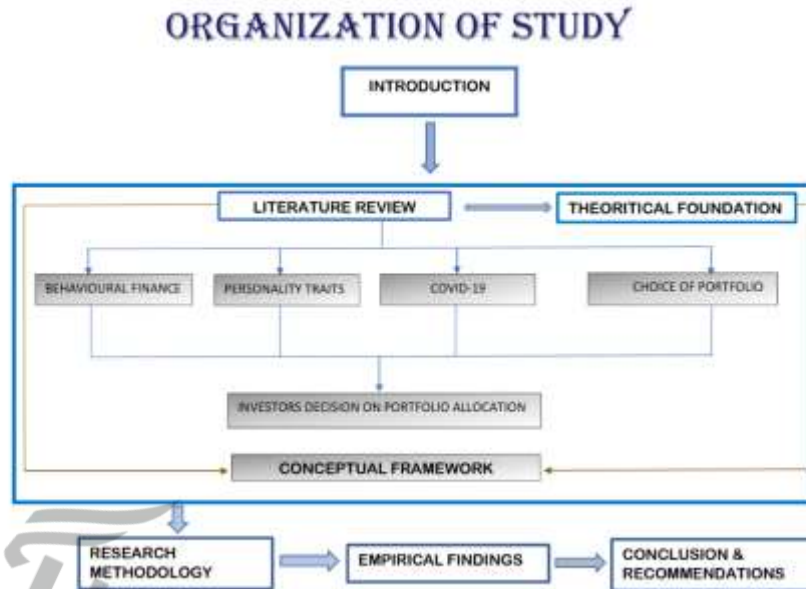 ORGANIZATION OF STUDY
INTRODUCTION
LITERATURE REVIEW
THEORITICAL FOUNDATION
BEHAVIOURAL FINANCE
PERSONALITY TRAITS
COVID-19
CHOICE OF PORTFOLIO
INVESTORS DECISION ON PORTFOLIO ALLOCATION
CONCEPTUAL FRAMEWORK
RESEARCH
METHODOLOGY
EMPIRICAL FINDINGS
CONCLUSION &
RECOMMENDATIONS